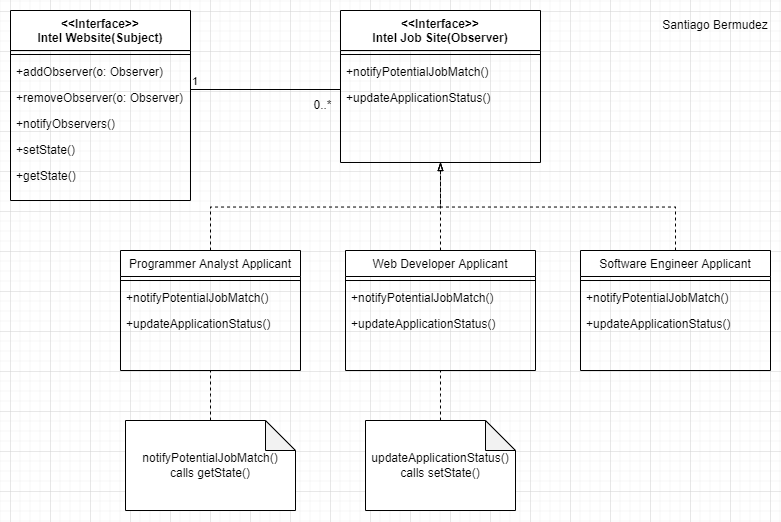 <<Interface>>
Intel Website(Subject)
+addObserver(o: Observer)
+removeObserver(o: Observer)
+notifyObservers()
+setState()
+getState()
1
0..*
<<Interface>>
Intel Job Site(Observer)
+notifyPotentialJobMatch()
+updateApplicationStatus()
Santiago Bermudez
Programmer Analyst Applicant
+notifyPotentialJobMatch()
+updateApplicationStatus()
Web Developer Applicant
+notifyPotentialJobMatch()
+updateApplicationStatus()
Software Engineer Applicant
+notifyPotentialJobMatch()
+updateApplicationStatus()
notifyPotentialJobMatch()
calls getState()
updateApplicationStatus()
calls setState()